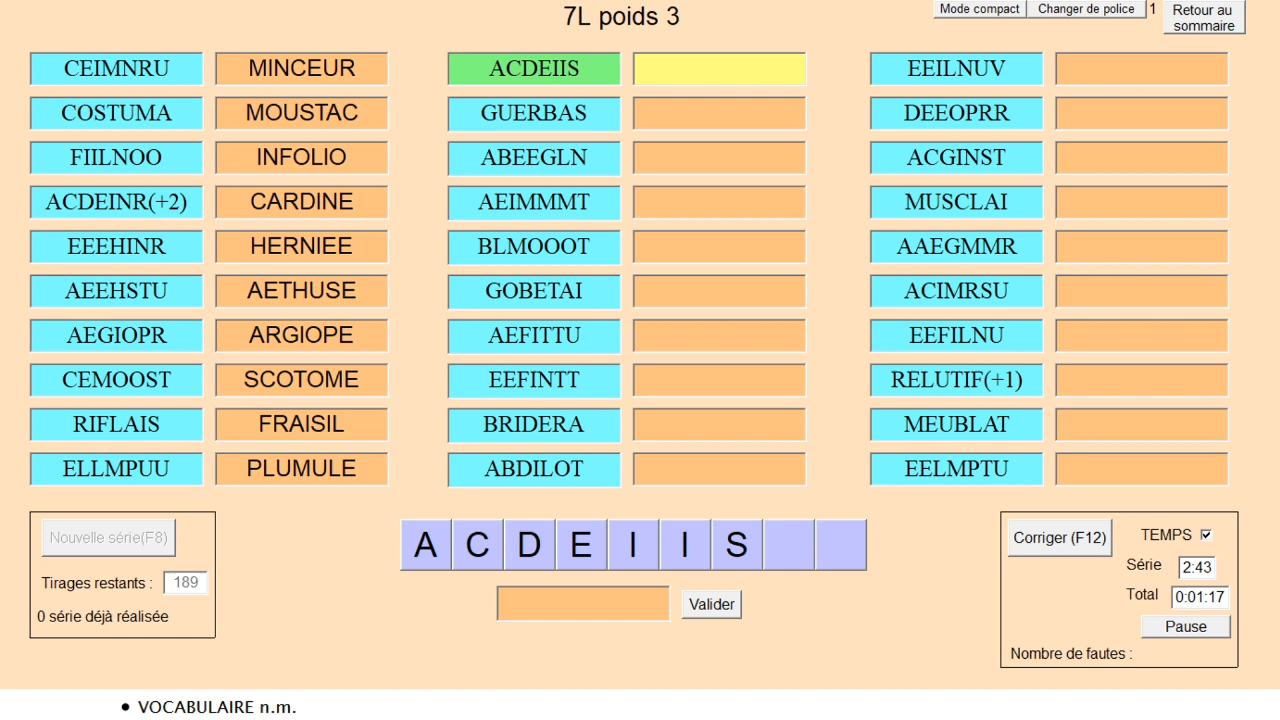 7L poids 3
Mode compact
Changer de police
1
Retour au
sommaire
CEIMNRU MINCEUR
COSTUMA MOUSTAC
FIILNOO INFOLIO
ACDEINR(+2) CARDINE
EEEHINR HERNIEE
AEEHSTU AETHUSE
AEGIOPR ARGIOPE
CEMOOST SCOTOME
RIFLAIS FRAISIL
ELLMPUU PLUMULE
ACDEIIS
GUERBAS
ABEEGLN
AEIMMMT
BLMOOOT
GOBETAI
AEFITTU
EEFINTT
BRIDERA
ABDILOT
EEILNUV
DEEOPRR
ACGINST
MUSCLAI
AAEGMMR
ACIMRSU
EEFILNU
RELUTIF(+1)
MEUBLAT
EELMPTU
Nouvelle série(F8)
Tirages restants : 189
0 série déjà réalisée
A C D E I I S
Valider
Corriger (F12)
TEMPS
Série 2:43
Total 0:01:17
Pause
Nombre de fautes :
• VOCABULAIRE n.m.